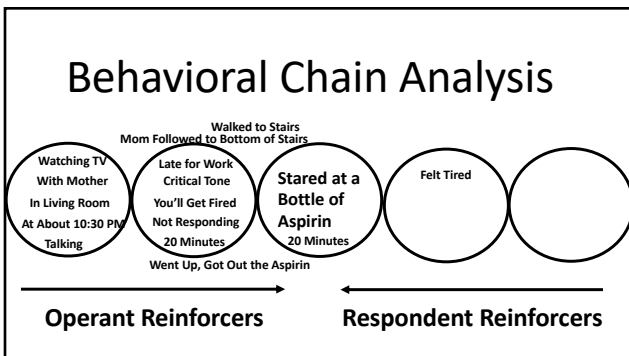 Behavioral Chain Analysis
Walked to Stairs
Mom Followed to Bottom of Stairs
Watching TV
With Mother
In Living Room
At About 10:30 PM
Talking
Late for Work
Critical Tone
You'll Get Fired
Not Responding
20 Minutes
Stared at a
Bottle of
Aspirin
20 Minutes
Felt Tired
Went Up, Got Out the Aspirin
Operant Reinforcers
Respondent Reinforcers